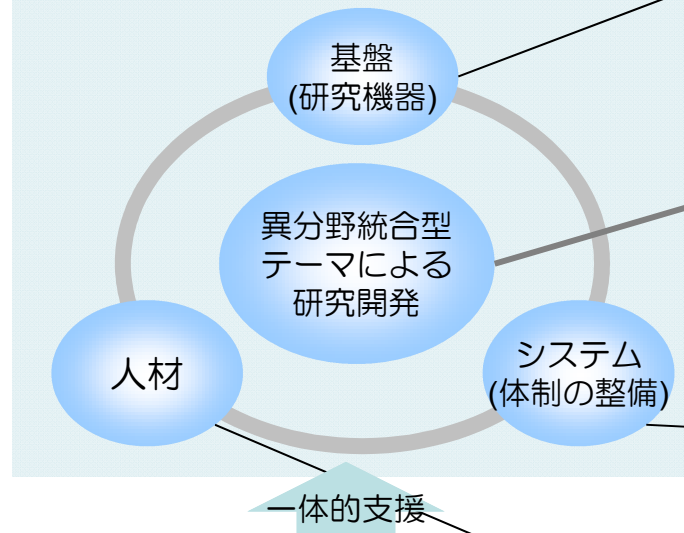 基盤
(研究機器)
異分野統合型
テーマによる
研究開発
人材
システム
(体制の整備)
一体的支援